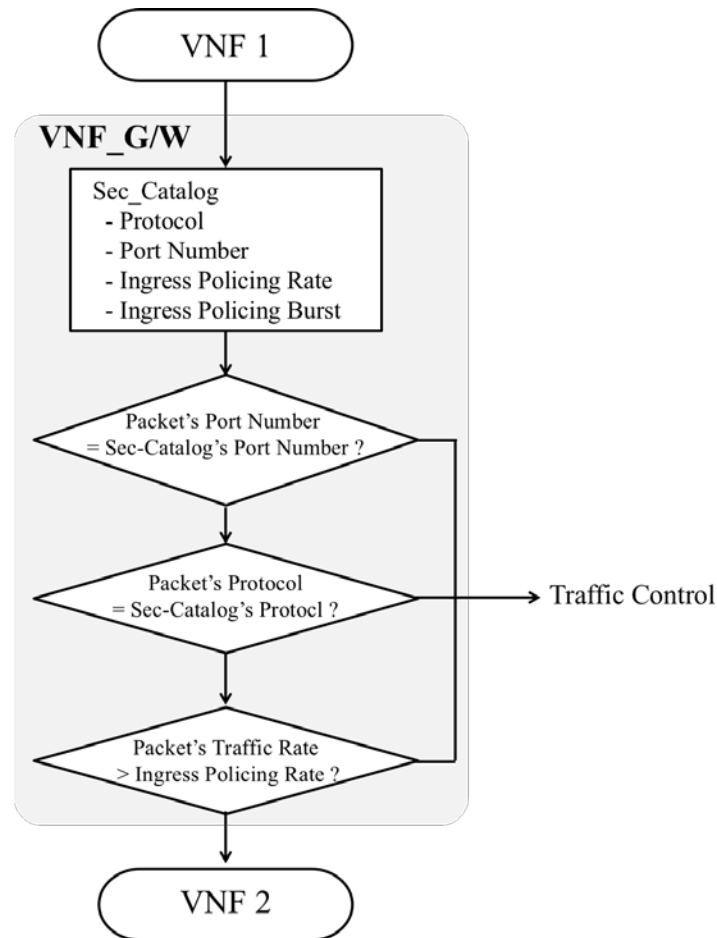 VNF 1
VNF_G/W
Sec_Catalog
- Protocol
- Port Number
- Ingress Policing Rate
- Ingress Policing Burst
Packet's Port Number
= Sec-Catalog's Port Number ?
Packet's Protocol
= Sec-Catalog's Protocl ?
Traffic Control
Packet's Traffic Rate
> Ingress Policing Rate ?
VNF 2